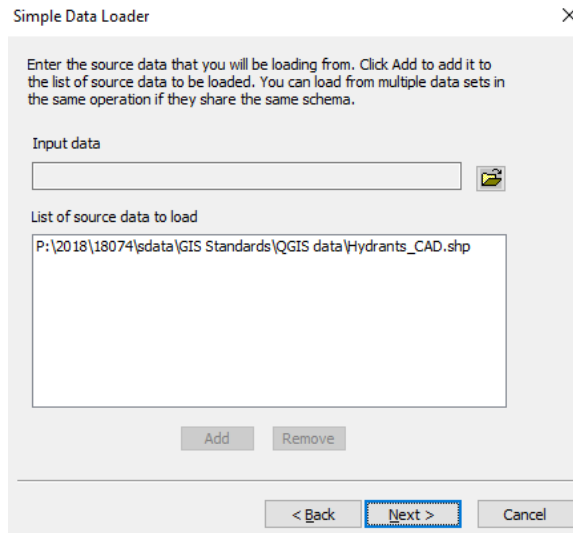 Simple Data Loader
Enter the source data that you will be loading from. Click Add to add it to
the list of source data to be loaded. You can load from multiple data sets in
the same operation if they share the same schema.
Input data
List of source data to load
P:\2018\18074\sdata\GIS Standards\QGIS data\Hydrants_CAD.shp
Add Remove
< Back Next > Cancel